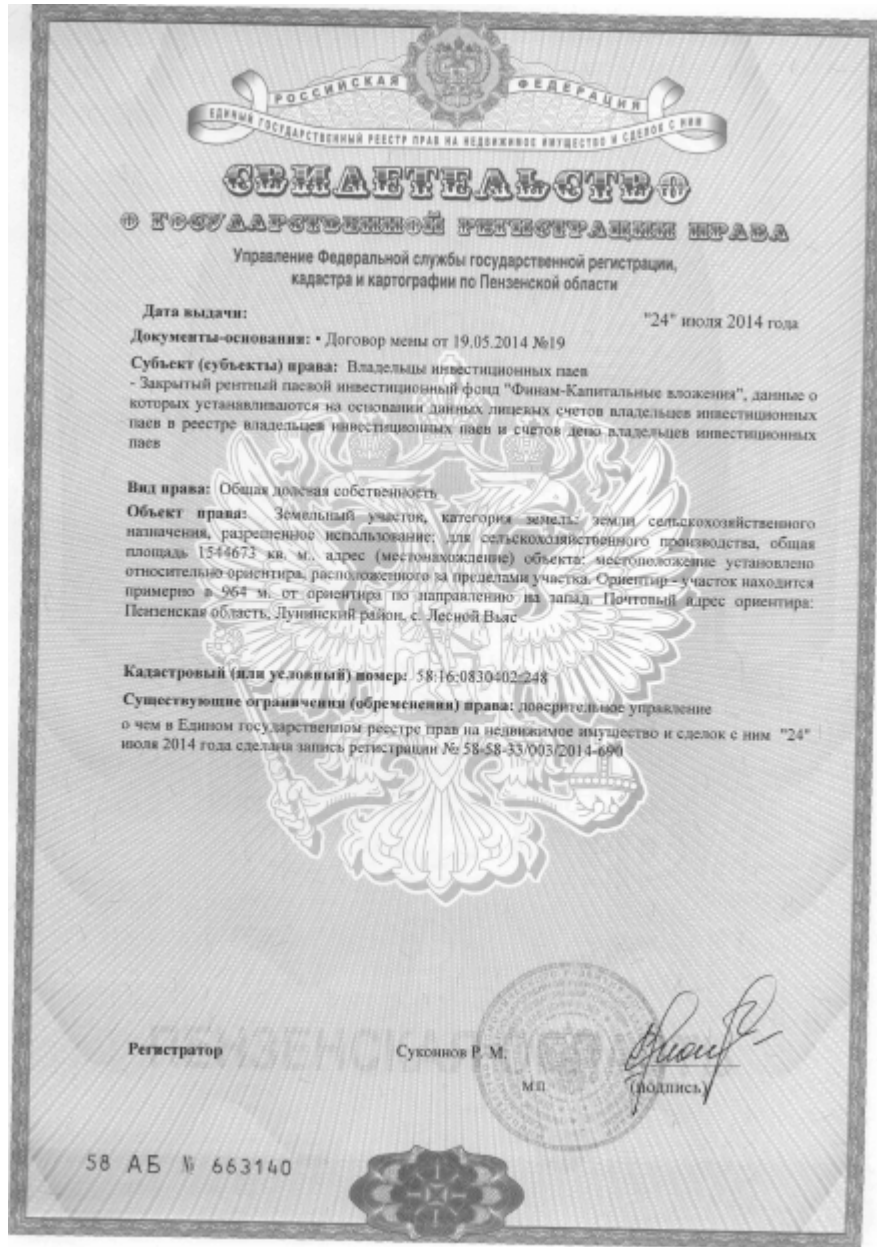 РОССИЙСКАЯ ФЕДЕРАЦИЯ
ЕДИНЫЙ ГОСУДАРСТВЕННЫЙ РЕЕСТР ПРАВ НА НЕДВИЖИМОЕ ИМУЩЕСТВО И СДЕЛОК С НИМ
СВИДЕТЕЛЬСТВО
О ГОСУДАРСТВЕННОЙ РЕГИСТРАЦИИ ПРАВА
Управление Федеральной службы государственной регистрации,
кадастра и картографии по Пензенской области
Дата выдачи: "24" июля 2014 года
Документы-основания: • Договор мены от 19.05.2014 №19
Субъект (субъекты) права: Владельцы инвестиционных паев
- Закрытый рентный паевой инвестиционный фонд "Финам-Капитальные вложения", данные о
которых устанавливаются на основании данных лицевых счетов владельцев инвестиционных
паев в реестре владельцев инвестиционных паев и счетов депо владельцев инвестиционных
паев
Вид права: Общая долевая собственность
Объект права: Земельный участок, категория земель: земли сельскохозяйственного
назначения, разрешенное использование: для сельскохозяйственного производства, общая
площадь 1544673 кв. м., адрес (местонахождение) объекта: местоположение установлено
относительно ориентира, расположенного за пределами участка. Ориентир - участок находится
примерно в 964 м. от ориентира по направлению на запад. Почтовый адрес ориентира:
Пензенская область, Лунинский район, с. Лесной Вьяс
Кадастровый (или условный) номер: 58:16:0830402:248
Существующие ограничения (обременения) права: доверительное управление
о чем в Едином государственном реестре прав на недвижимое имущество и сделок с ним "24"
июля 2014 года сделана запись регистрации № 58-58-33/003/2014-690
Регистратор Суконнов Р. М.
М.П. (подпись)
58 АБ № 663140